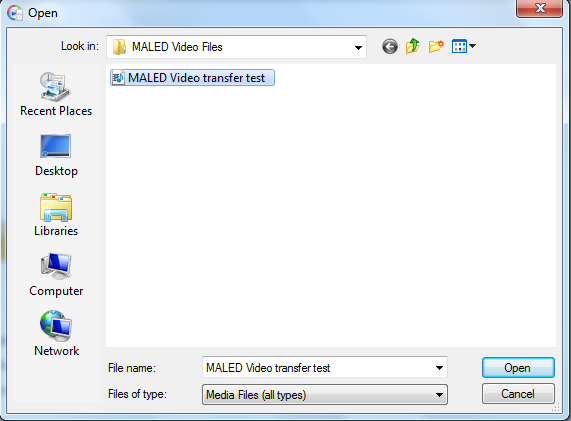 Open
Look in: MALED Video Files
MALED Video transfer test
Recent Places
Desktop
Libraries
Computer
Network
File name: MALED Video transfer test Open
Files of type: Media Files (all types) Cancel